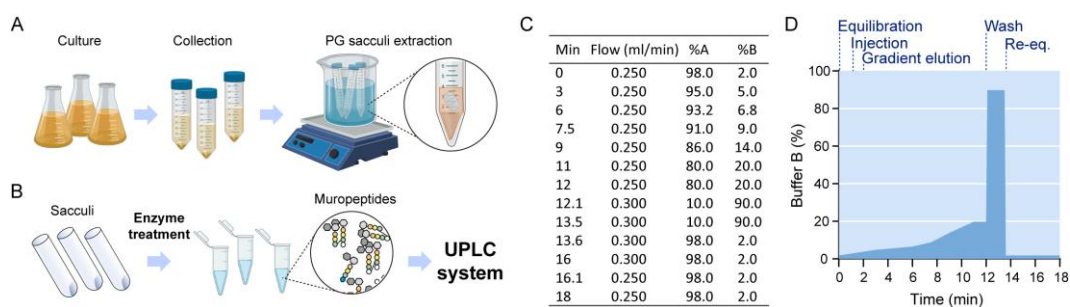 A
Culture
Collection
PG sacculi extraction
B
Sacculi
Enzyme
treatment
Muropeptides
UPLC
system
C
Min Flow (ml/min) %A %B
0 0.250 98.0 2.0
3 0.250 95.0 5.0
6 0.250 93.2 6.8
7.5 0.250 91.0 9.0
9 0.250 86.0 14.0
11 0.250 80.0 20.0
12 0.250 80.0 20.0
12.1 0.300 10.0 90.0
13.5 0.300 10.0 90.0
13.6 0.300 98.0 2.0
16 0.300 98.0 2.0
16.1 0.250 98.0 2.0
18 0.250 98.0 2.0
D
Equilibration
Injection
Gradient elution
Wash
Re-eq.
Buffer B (%)
100
80
60
40
20
0
0 2 4 6 8 10 12 14 16 18
Time (min)